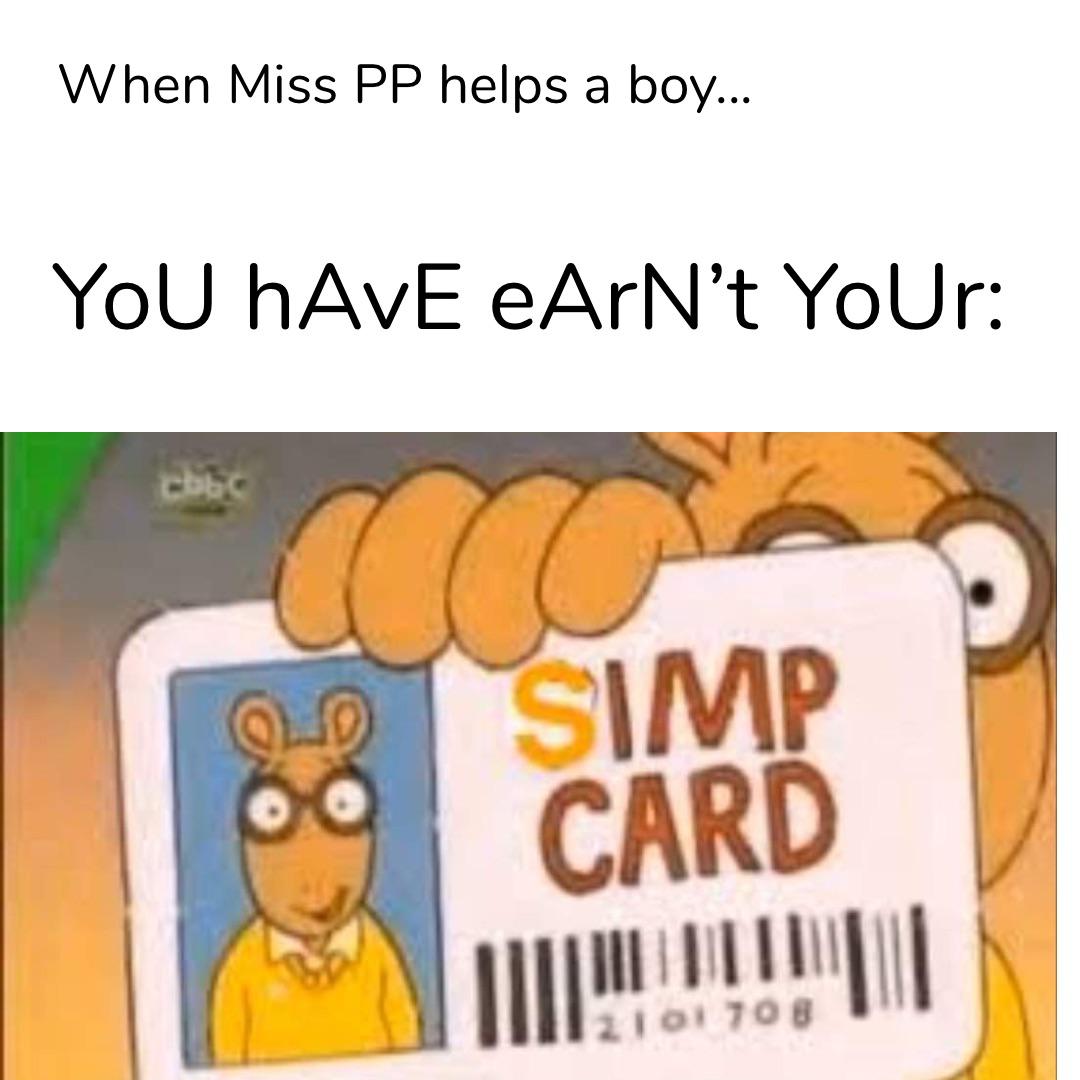 When Miss PP helps a boy...
YoU hAvE eArN’t YoUr:
cbbc
SIMP
CARD
2101708